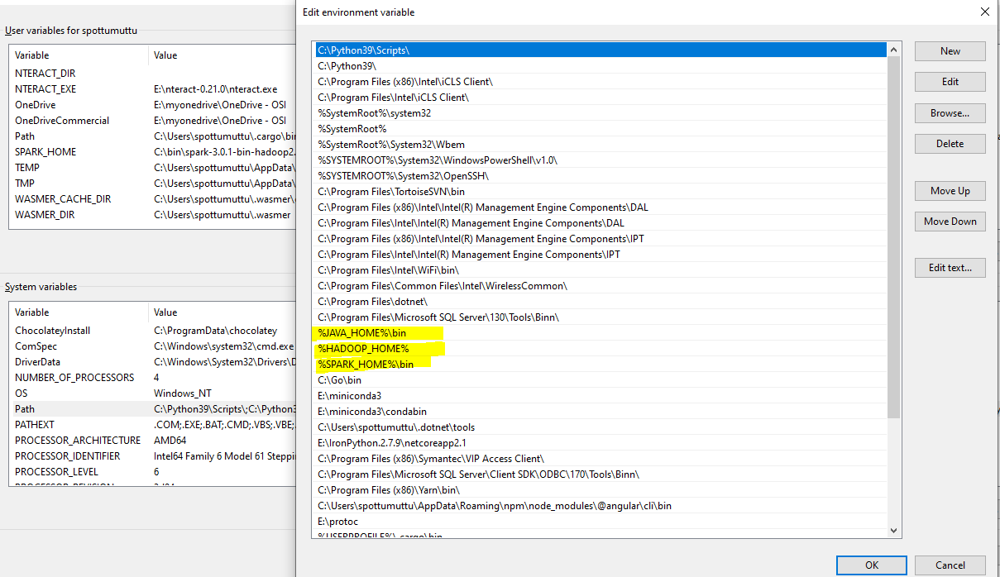 Edit environment variable
User variables for spottumuttu
Variable Value
NTERACT_DIR
NTERACT_EXE E:\nteract-0.21.0\nteract.exe
OneDrive E:\myonedrive\OneDrive - OSI
OneDriveCommercial E:\myonedrive\OneDrive - OSI
Path C:\Users\spottumuttu\.cargo\bin
SPARK_HOME C:\bin\spark-3.0.1-bin-hadoop2.
TEMP C:\Users\spottumuttu\AppData\
TMP C:\Users\spottumuttu\AppData\
WASMER_CACHE_DIR C:\Users\spottumuttu\.wasmer\
WASMER_DIR C:\Users\spottumuttu\.wasmer
System variables
Variable Value
ChocolateyInstall C:\ProgramData\chocolatey
ComSpec C:\Windows\system32\cmd.exe
DriverData C:\Windows\System32\Drivers\D
NUMBER_OF_PROCESSORS 4
OS Windows_NT
Path C:\Python39\Scripts\;C:\Python3
PATHEXT .COM;.EXE;.BAT;.CMD;.VBS;.VBE;
PROCESSOR_ARCHITECTURE AMD64
PROCESSOR_IDENTIFIER Intel64 Family 6 Model 61 Steppi
PROCESSOR_LEVEL 6
C:\Python39\Scripts\
C:\Python39\
C:\Program Files (x86)\Intel\iCLS Client\
C:\Program Files\Intel\iCLS Client\
%SystemRoot%\system32
%SystemRoot%
%SystemRoot%\System32\Wbem
%SYSTEMROOT%\System32\WindowsPowerShell\v1.0\
%SYSTEMROOT%\System32\OpenSSH\
C:\Program Files\TortoiseSVN\bin
C:\Program Files (x86)\Intel\Intel(R) Management Engine Components\DAL
C:\Program Files\Intel\Intel(R) Management Engine Components\DAL
C:\Program Files (x86)\Intel\Intel(R) Management Engine Components\IPT
C:\Program Files\Intel\Intel(R) Management Engine Components\IPT
C:\Program Files\Intel\WiFi\bin\
C:\Program Files\Common Files\Intel\WirelessCommon\
C:\Program Files\dotnet\
C:\Program Files\Microsoft SQL Server\130\Tools\Binn\
%JAVA_HOME%\bin
%HADOOP_HOME%
%SPARK_HOME%\bin
C:\Go\bin
E:\miniconda3
E:\miniconda3\condabin
C:\Users\spottumuttu\.dotnet\tools
E:\IronPython.2.7.9\netcoreapp2.1
C:\Program Files (x86)\Symantec\VIP Access Client\
C:\Program Files\Microsoft SQL Server\Client SDK\ODBC\170\Tools\Binn\
C:\Program Files (x86)\Yarn\bin\
C:\Users\spottumuttu\AppData\Roaming\npm\node_modules\@angular\cli\bin
E:\protoc
%USERPROFILE%\.cargo\bin
New
Edit
Browse...
Delete
Move Up
Move Down
Edit text...
OK
Cancel